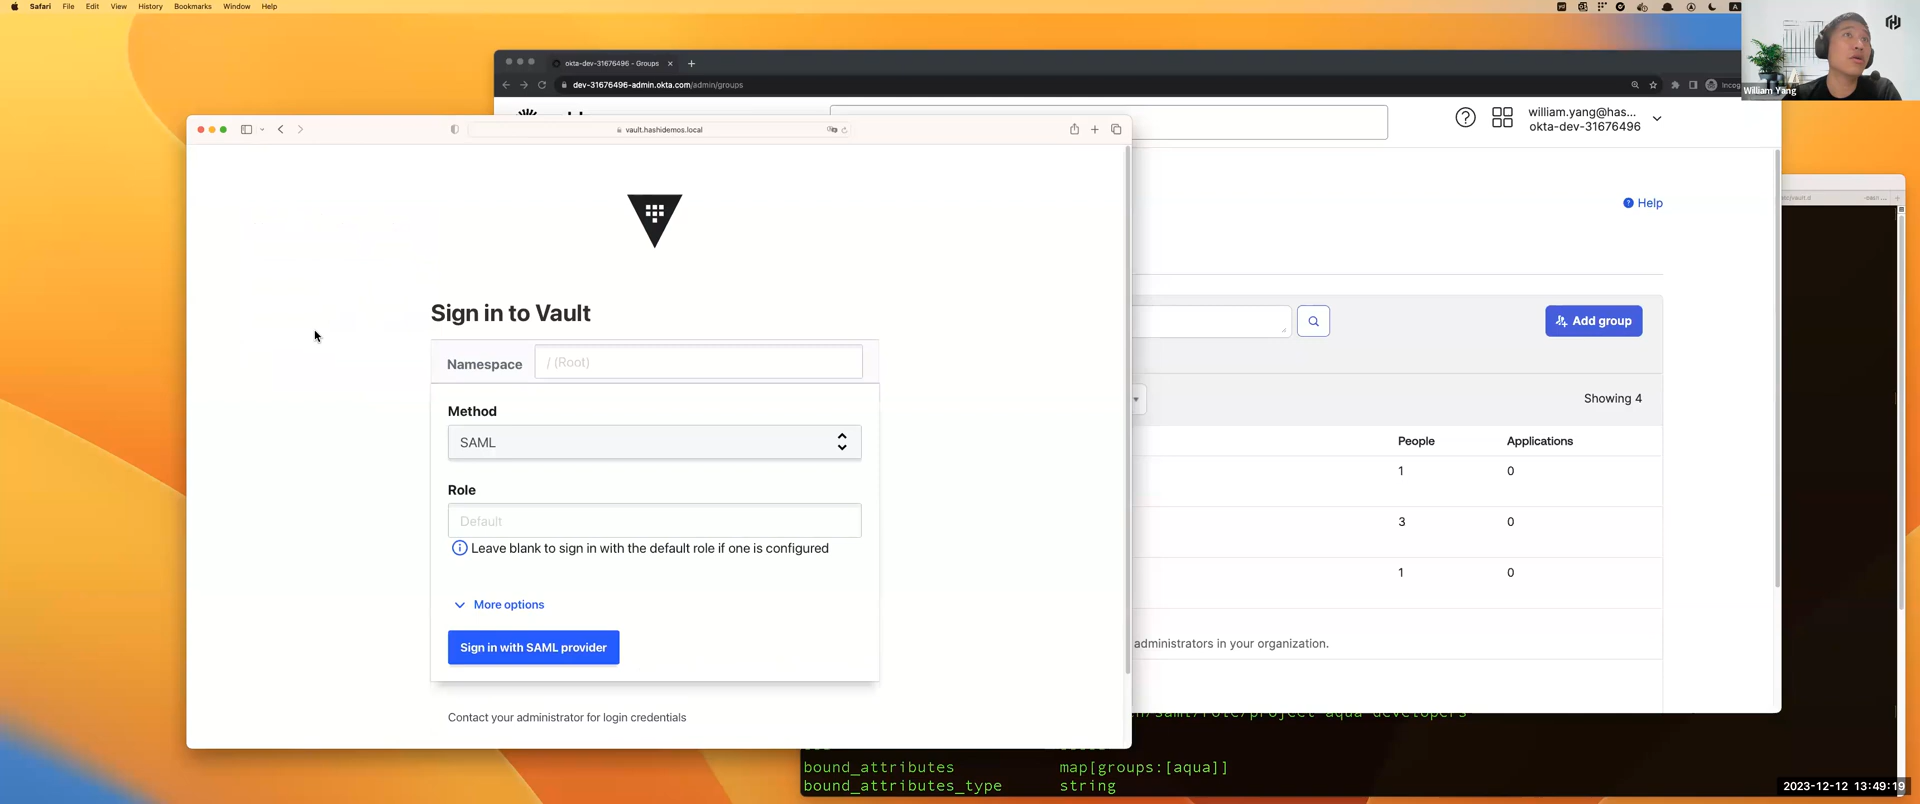 Safari File Edit View History Bookmarks Window Help
William Yang
okta-dev-31676496 - Groups
dev-31676496-admin.okta.com/admin/groups
Incog
william.yang@has...
okta-dev-31676496
Help
Add group
Showing 4
People Applications
1 0
3 0
1 0
administrators in your organization.
vault.hashidemos.local
Sign in to Vault
Namespace / (Root)
Method
SAML
Role
Default
Leave blank to sign in with the default role if one is configured
More options
Sign in with SAML provider
Contact your administrator for login credentials
bound_attributes map[groups:[aqua]]
bound_attributes_type string
2023-12-12 13:49:19